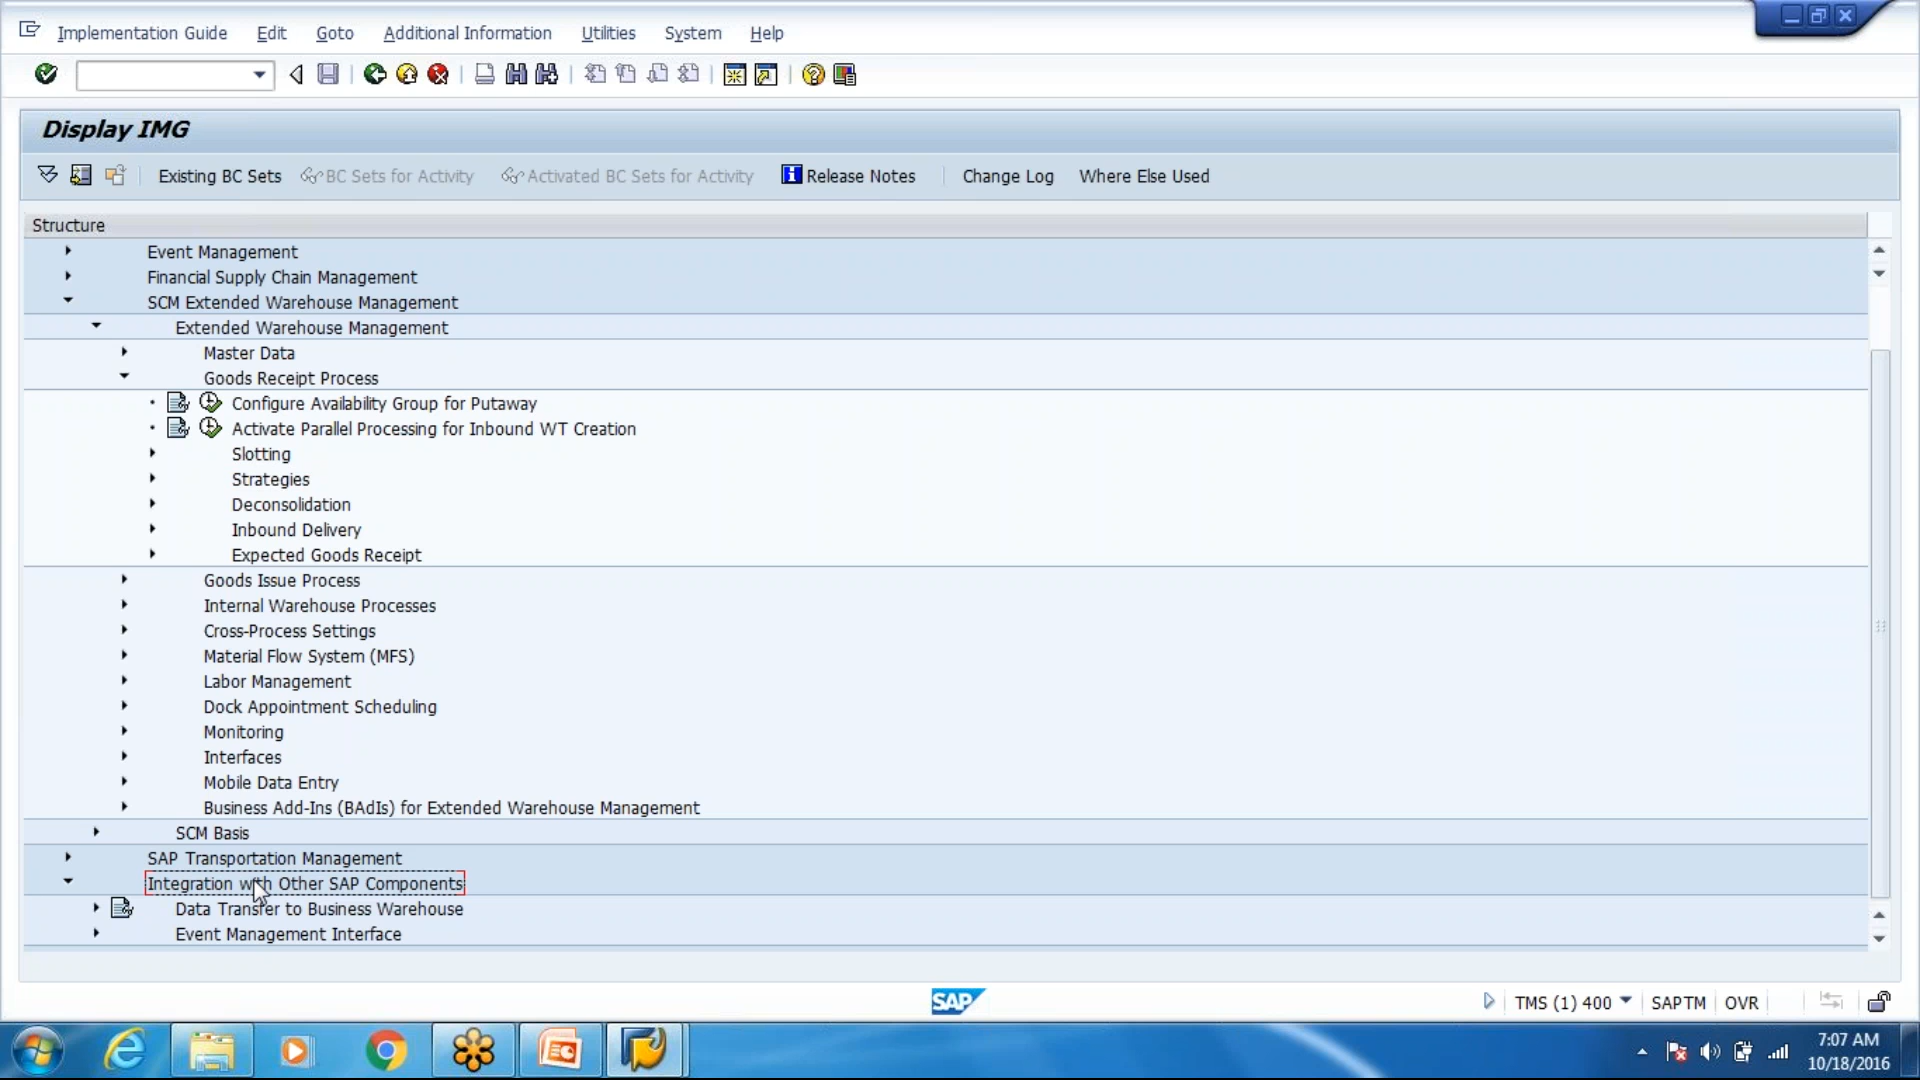 Implementation Guide Edit Goto Additional Information Utilities System Help
Display IMG
Existing BC Sets BC Sets for Activity Activated BC Sets for Activity Release Notes Change Log Where Else Used
Structure
Event Management
Financial Supply Chain Management
SCM Extended Warehouse Management
Extended Warehouse Management
Master Data
Goods Receipt Process
Configure Availability Group for Putaway
Activate Parallel Processing for Inbound WT Creation
Slotting
Strategies
Deconsolidation
Inbound Delivery
Expected Goods Receipt
Goods Issue Process
Internal Warehouse Processes
Cross-Process Settings
Material Flow System (MFS)
Labor Management
Dock Appointment Scheduling
Monitoring
Interfaces
Mobile Data Entry
Business Add-Ins (BAdIs) for Extended Warehouse Management
SCM Basis
SAP Transportation Management
Integration with Other SAP Components
Data Transfer to Business Warehouse
Event Management Interface
SAP TMS (1) 400 SAPTM OVR
7:07 AM
10/18/2016